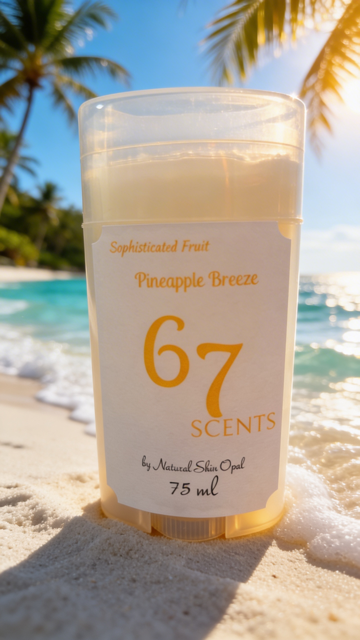 Sophisticated Fruit
Pineapple Breeze
67
SCENTS
by Natural Skin Opal
75 ml